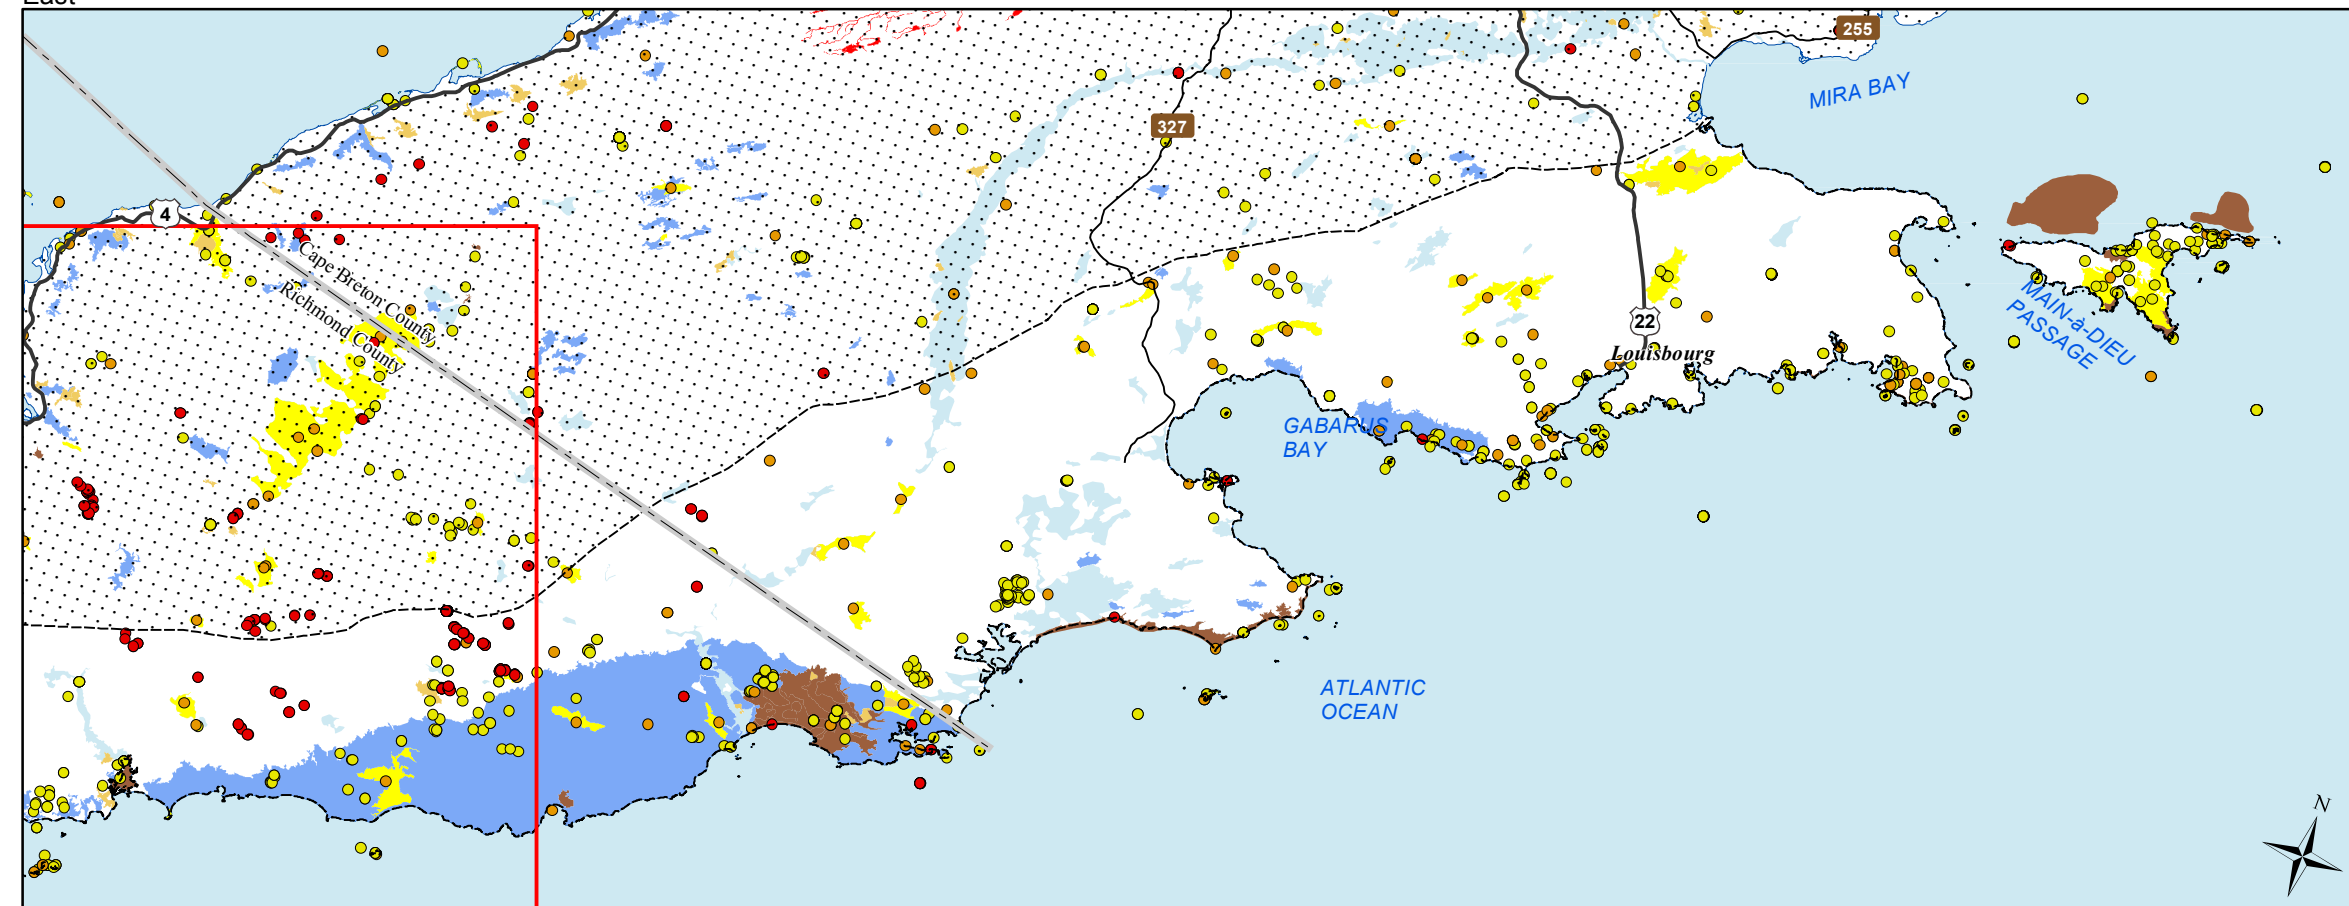 East
255
MIRA BAY
327
4
Cape Breton County
Richmond County
MAIN-à-DIEU
PASSAGE
22
Louisbourg
GABARUS
BAY
ATLANTIC
OCEAN
N